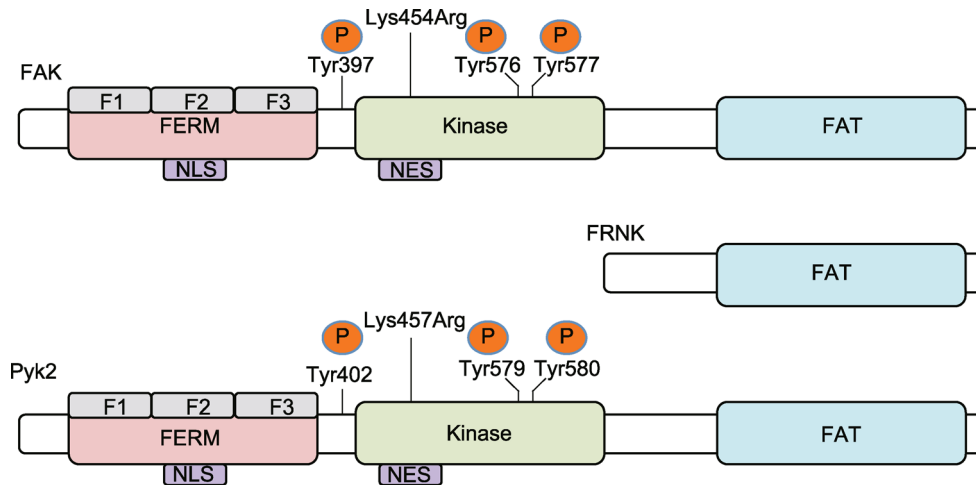 Lys454Arg
P
P
P
Tyr397
Tyr576
Tyr577
FAK
F1
F2
F3
FERM
Kinase
FAT
NLS
NES
FRNK
FAT
Lys457Arg
P
P
P
Tyr402
Tyr579
Tyr580
Pyk2
F1
F2
F3
FERM
Kinase
FAT
NLS
NES